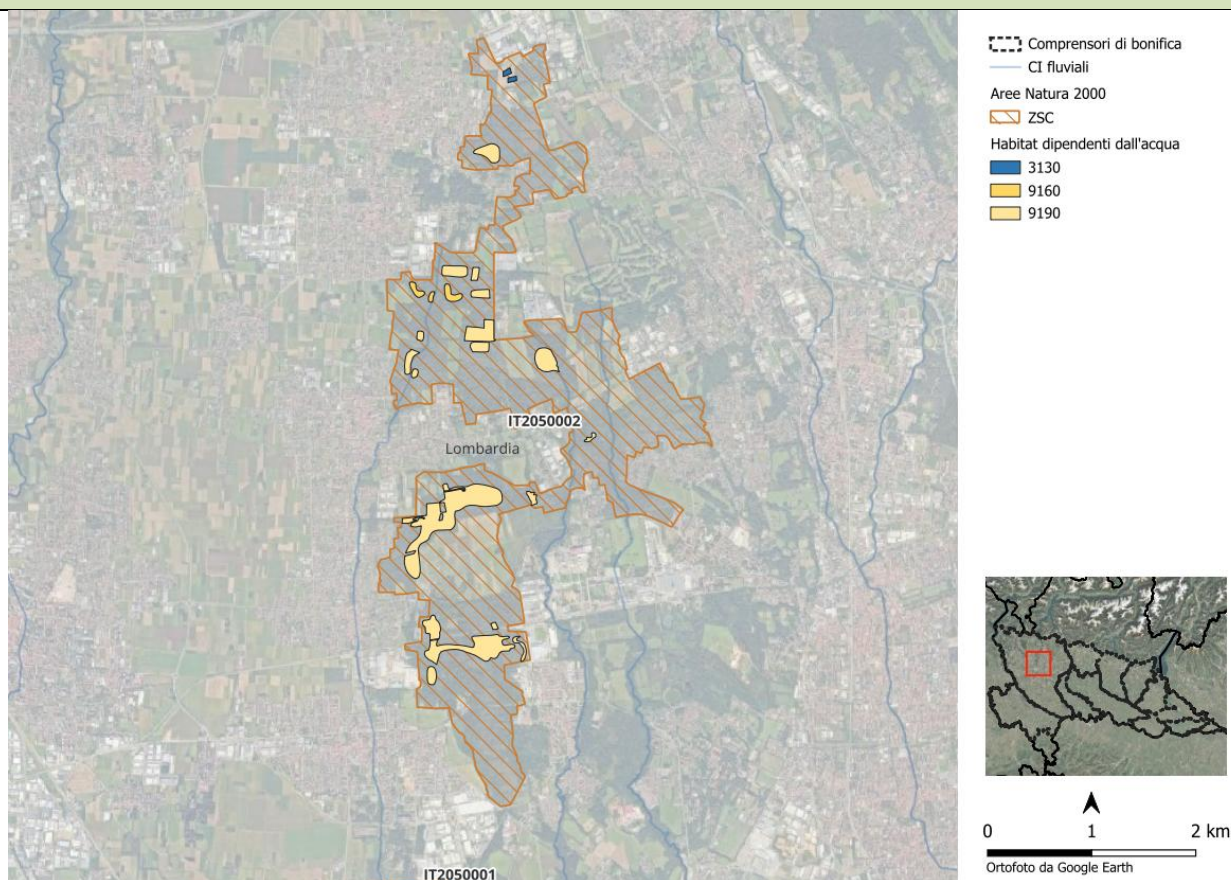 Comprensori di bonifica
CI fluviali
Aree Natura 2000
ZSC
Habitat dipendenti dall'acqua
3130
9160
9190
IT2050002
Lombardia
IT2050001
0 1 2 km
Ortofoto da Google Earth